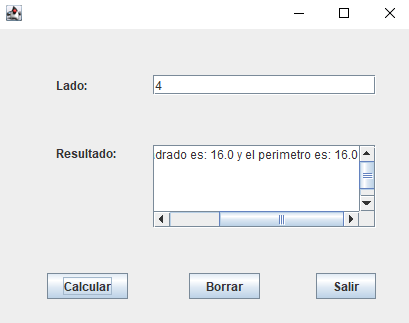 Lado:
4
Resultado:
drado es: 16.0 y el perimetro es: 16.0
Calcular
Borrar
Salir